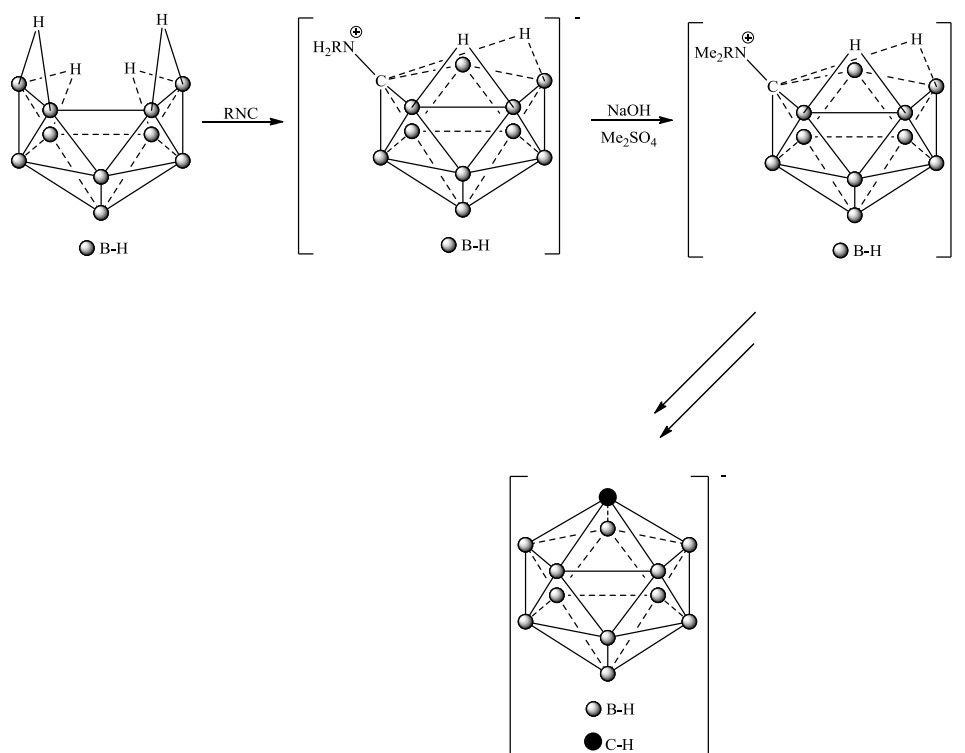 H H
H H
RNC
B-H
⊕
H₂RN
C
H H
-
B-H
NaOH
Me₂SO₄
⊕
Me₂RN
C
H H
B-H
-
B-H
C-H